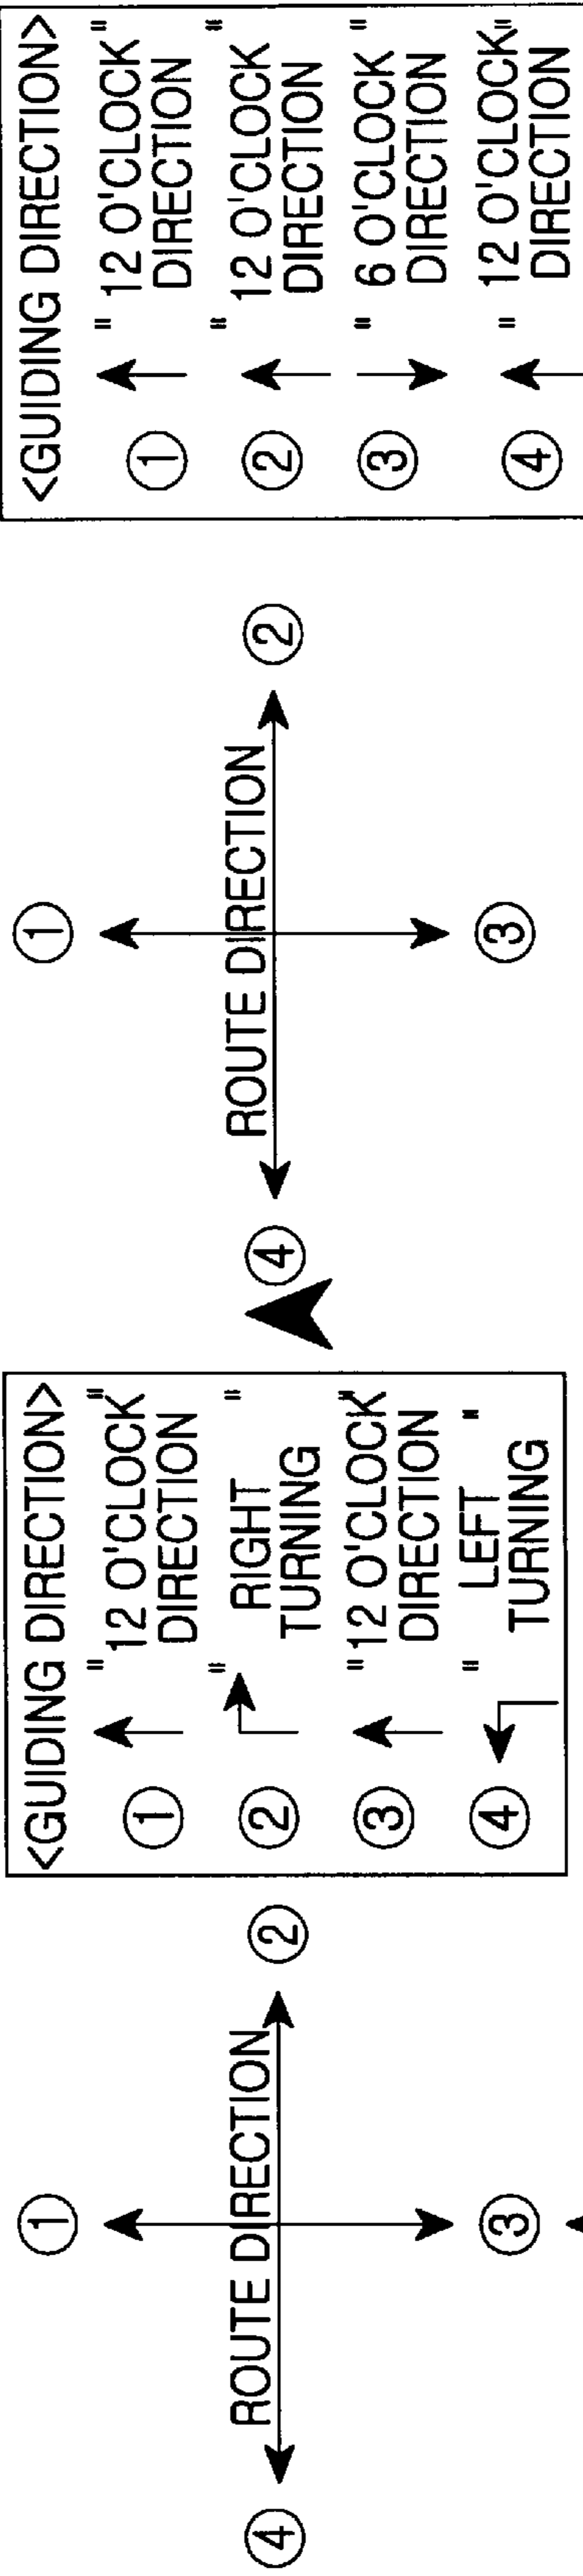 ①
ROUTE DIRECTION
④
②
③
<GUIDING DIRECTION>
① "12 O'CLOCK"
DIRECTION
② " RIGHT "
TURNING
③ "12 O'CLOCK"
DIRECTION
④ " LEFT "
TURNING
①
ROUTE DIRECTION
④
②
③
<GUIDING DIRECTION>
① " 12 O'CLOCK"
DIRECTION
② " 12 O'CLOCK "
DIRECTION
③ " 6 O'CLOCK "
DIRECTION
④ " 12 O'CLOCK"
DIRECTION